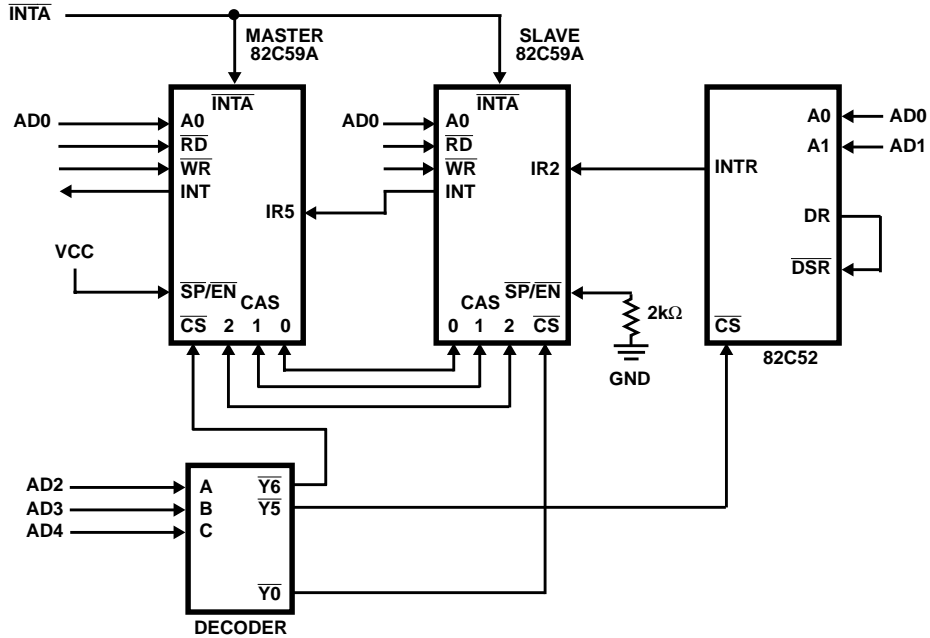 INTA
MASTER
82C59A
SLAVE
82C59A
INTA
AD0
A0
RD
WR
INT
IR5
VCC
SP/EN
CAS
CS 2 1 0
INTA
AD0
A0
RD
WR
INT
IR2
SP/EN
CAS
0 1 2 CS
2kΩ
GND
A0
AD0
A1
AD1
INTR
DR
DSR
CS
82C52
AD2
AD3
AD4
A
B
C
Y6
Y5
Y0
DECODER